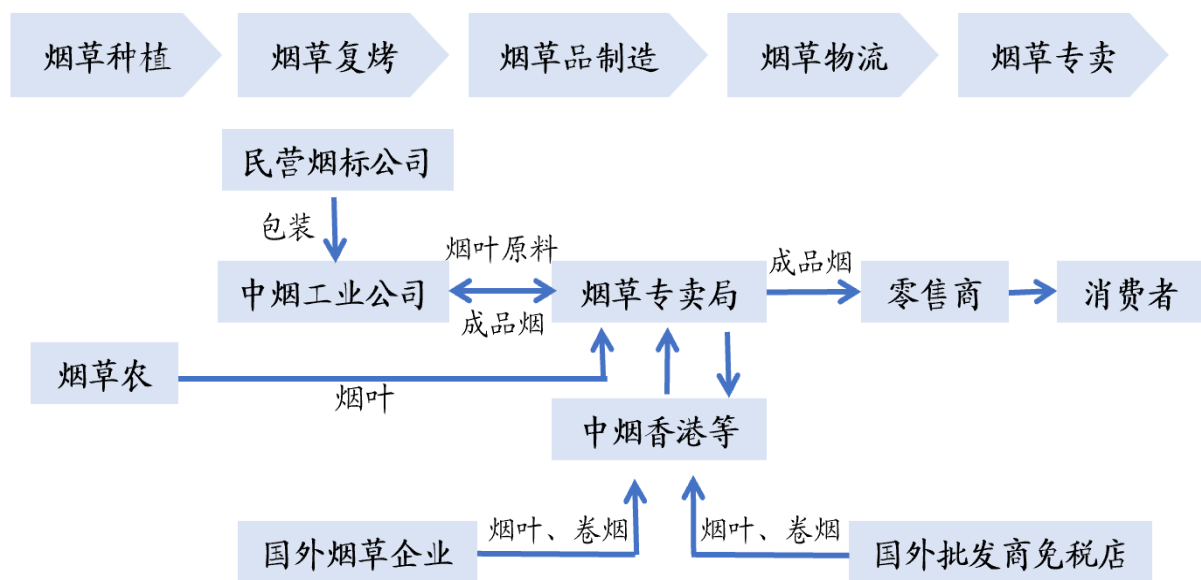 烟草种植
烟草复烤
烟草品制造
烟草物流
烟草专卖
民营烟标公司
包装
烟叶原料
成品烟
中烟工业公司
烟草专卖局
零售商
消费者
成品烟
烟草农
烟叶
中烟香港等
烟叶、卷烟
烟叶、卷烟
国外烟草企业
国外批发商免税店